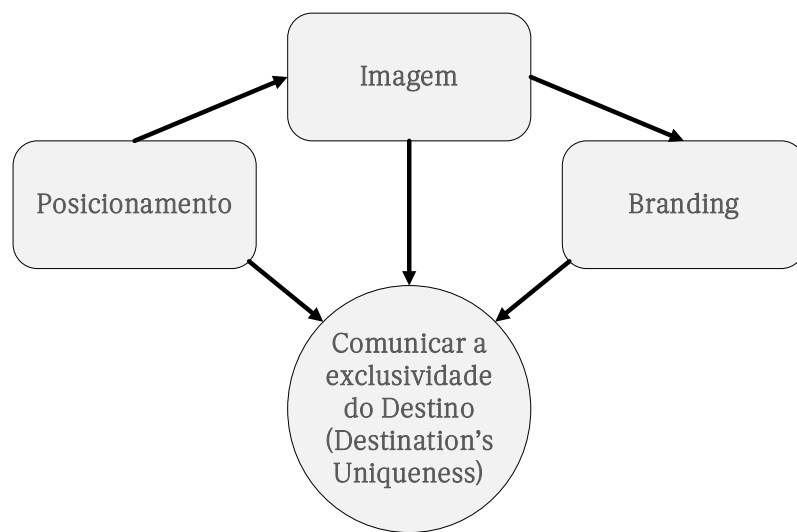 Imagem
Posicionamento
Branding
Comunicar a
exclusividade
do Destino
(Destination’s
Uniqueness)